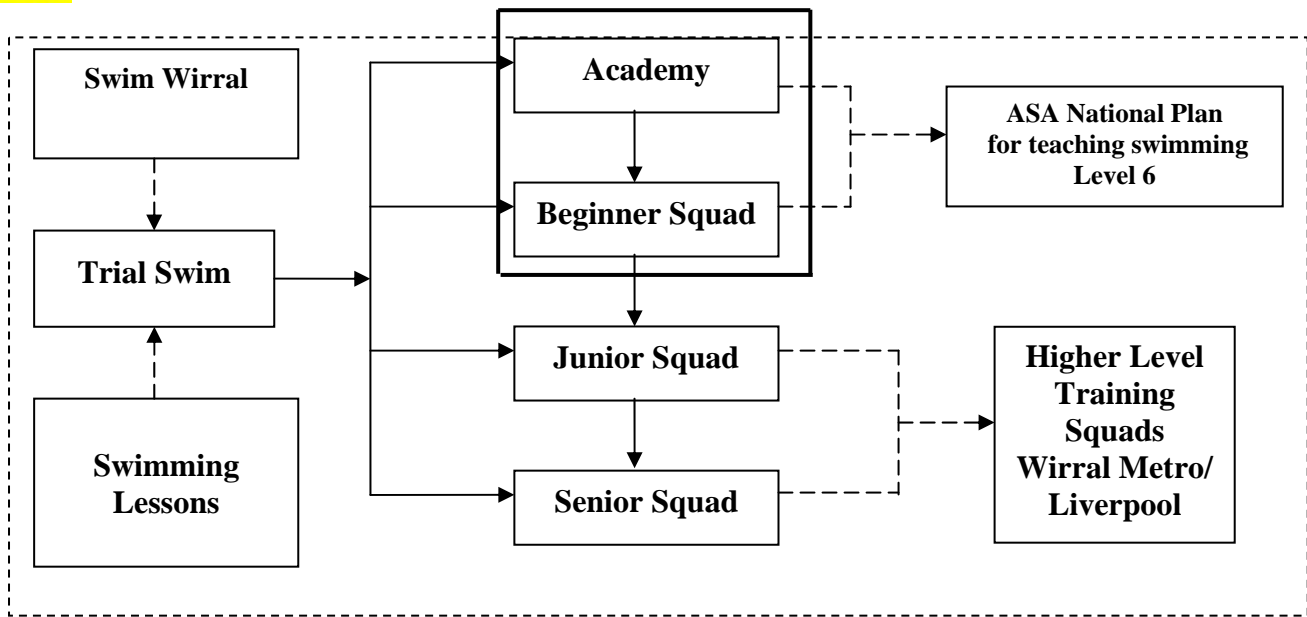 Swim Wirral
Trial Swim
Swimming
Lessons
Academy
Beginner Squad
Junior Squad
Senior Squad
ASA National Plan
for teaching swimming
Level 6
Higher Level
Training
Squads
Wirral Metro/
Liverpool